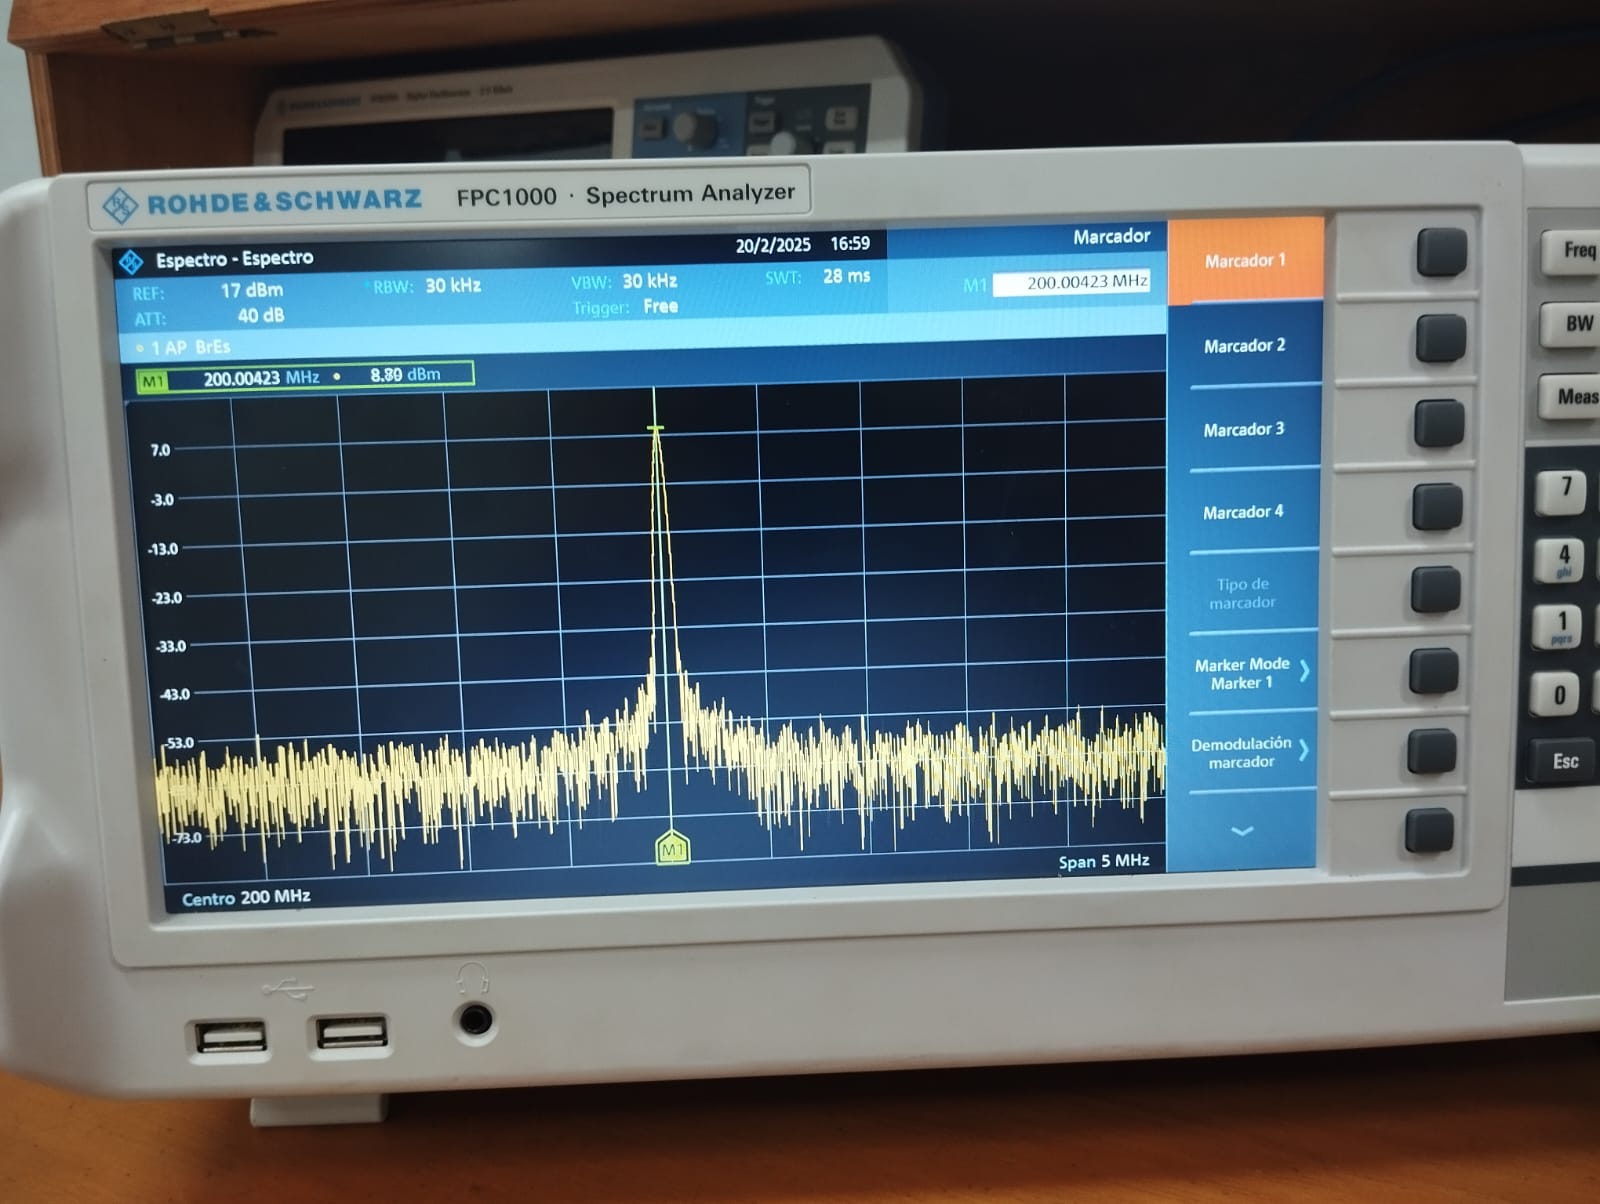 ROHDE & SCHWARZ FPC1000 · Spectrum Analyzer
Espectro - Espectro 20/2/2025 16:59 Marcador
REF: 17 dBm RBW: 30 kHz VBW: 30 kHz SWT: 28 ms M1 200.00423 MHz
ATT: 40 dB Trigger: Free
1 AP BrEs
M1 200.00423 MHz • dBm
7.0
-3.0
-13.0
-23.0
-33.0
-43.0
-53.0
-73.0
M1
Centro 200 MHz Span 5 MHz
Marcador 1
Marcador 2
Marcador 3
Marcador 4
Tipo de
marcador
Marker Mode
Marker 1
Demodulación
marcador
Freq
BW
Meas
7
4
ghi
1
pqrs
0
Esc
ROHDE & SCHWARZ